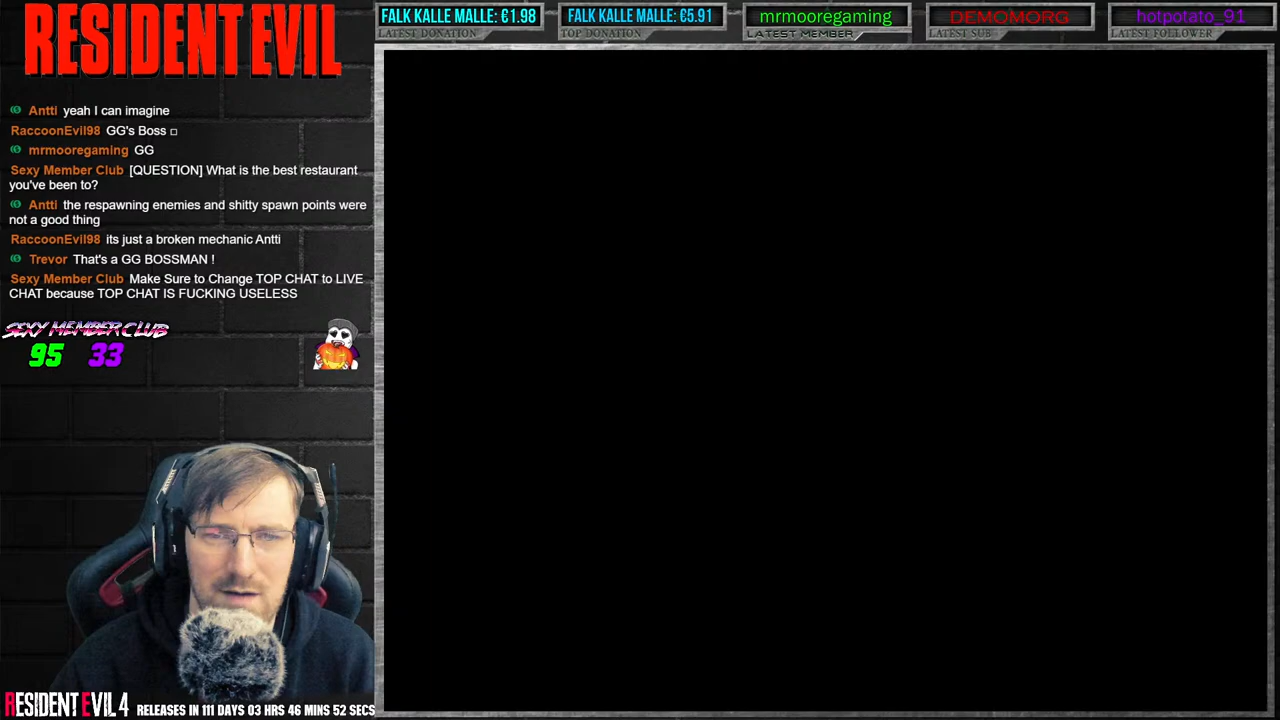 RESIDENT EVIL
FALK KALLE MALLE: €1.98
LATEST DONATION
FALK KALLE MALLE: €5.91
TOP DONATION
mrmooregaming
LATEST MEMBER
DEMOMORG
LATEST SUB
hotpotato_91
LATEST FOLLOWER
Antti yeah I can imagine
RaccoonEvil98 GG's Boss □
mrmooregaming GG
Sexy Member Club [QUESTION] What is the best restaurant
you've been to?
Antti the respawning enemies and shitty spawn points were
not a good thing
RaccoonEvil98 its just a broken mechanic Antti
Trevor That's a GG BOSSMAN !
Sexy Member Club Make Sure to Change TOP CHAT to LIVE
CHAT because TOP CHAT IS FUCKING USELESS
SEXY MEMBER CLUB
95 33
RESIDENT EVIL 4 RELEASES IN 111 DAYS 03 HRS 46 MINS 52 SECS